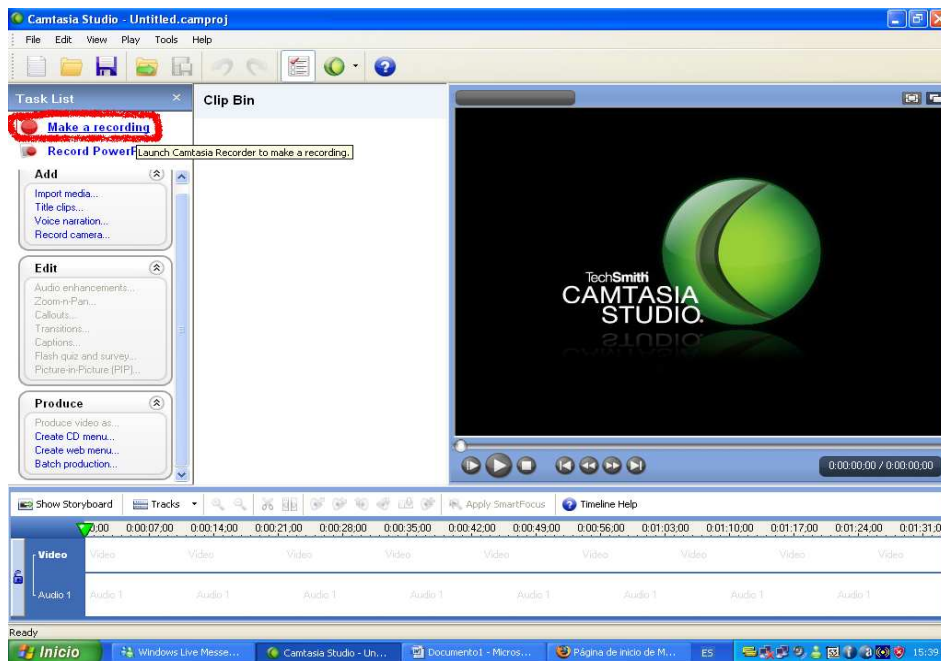 Camtasia Studio - Untitled.camproj
File Edit View Play Tools Help
Task List
Make a recording
Record PowerP
Launch Camtasia Recorder to make a recording.
Add
Import media...
Title clips...
Voice narration...
Record camera...
Edit
Audio enhancements...
Zoom-n-Pan...
Callouts...
Transitions...
Captions...
Flash quiz and survey...
Picture-in-Picture (PIP)...
Produce
Produce video as...
Create CD menu...
Create web menu...
Batch production...
Clip Bin
TechSmith
CAMTASIA
STUDIO.
0:00:00;00 / 0:00:00;00
Show Storyboard Tracks Apply SmartFocus Timeline Help
0:00 0:00:07;00 0:00:14;00 0:00:21;00 0:00:28;00 0:00:35;00 0:00:42;00 0:00:49;00 0:00:56;00 0:01:03;00 0:01:10;00 0:01:17;00 0:01:24;00 0:01:31;0
Video Video Video Video Video Video Video Video Video Video
Audio 1 Audio 1 Audio 1 Audio 1 Audio 1 Audio 1 Audio 1 Audio 1 Audio 1
Ready
Inicio Windows Live Messe... Camtasia Studio - Un... Documento1 - Micros... Página de inicio de M... ES 15:39